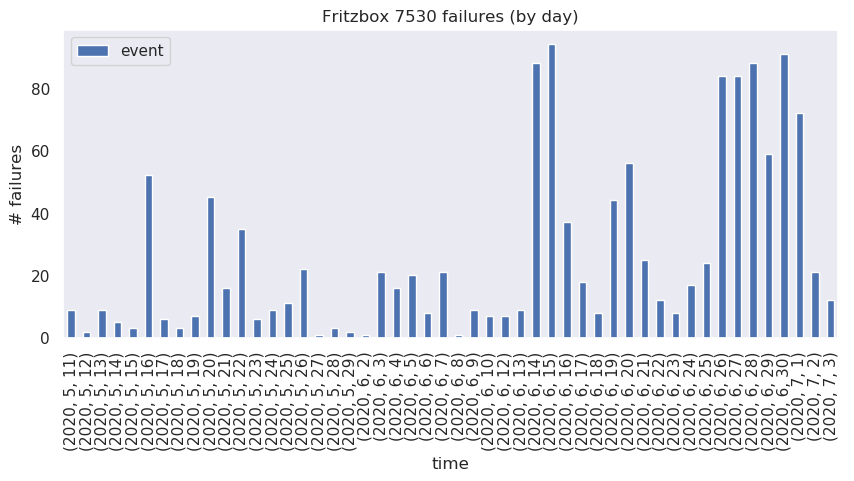 Fritzbox 7530 failures (by day)
event
# failures
80
60
40
20
0
(2020, 5, 11)
(2020, 5, 12)
(2020, 5, 13)
(2020, 5, 14)
(2020, 5, 15)
(2020, 5, 16)
(2020, 5, 17)
(2020, 5, 18)
(2020, 5, 19)
(2020, 5, 20)
(2020, 5, 21)
(2020, 5, 22)
(2020, 5, 23)
(2020, 5, 24)
(2020, 5, 25)
(2020, 5, 26)
(2020, 5, 27)
(2020, 5, 28)
(2020, 5, 29)
(2020, 6, 2)
(2020, 6, 3)
(2020, 6, 4)
(2020, 6, 5)
(2020, 6, 6)
(2020, 6, 7)
(2020, 6, 8)
(2020, 6, 9)
(2020, 6, 10)
(2020, 6, 12)
(2020, 6, 13)
(2020, 6, 14)
(2020, 6, 15)
(2020, 6, 16)
(2020, 6, 17)
(2020, 6, 18)
(2020, 6, 19)
(2020, 6, 20)
(2020, 6, 21)
(2020, 6, 22)
(2020, 6, 23)
(2020, 6, 24)
(2020, 6, 25)
(2020, 6, 26)
(2020, 6, 27)
(2020, 6, 28)
(2020, 6, 29)
(2020, 6, 30)
(2020, 7, 1)
(2020, 7, 2)
(2020, 7, 3)
time